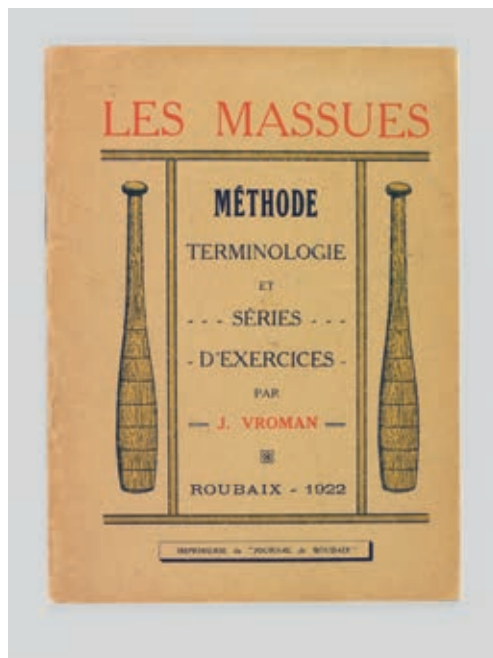 LES MASSUES
MÉTHODE
TERMINOLOGIE
ET
- - - SÉRIES - - -
- D'EXERCICES -
PAR
— J. VROMAN —
ROUBAIX - 1922
IMPRIMERIE du "JOURNAL de ROUBAIX"